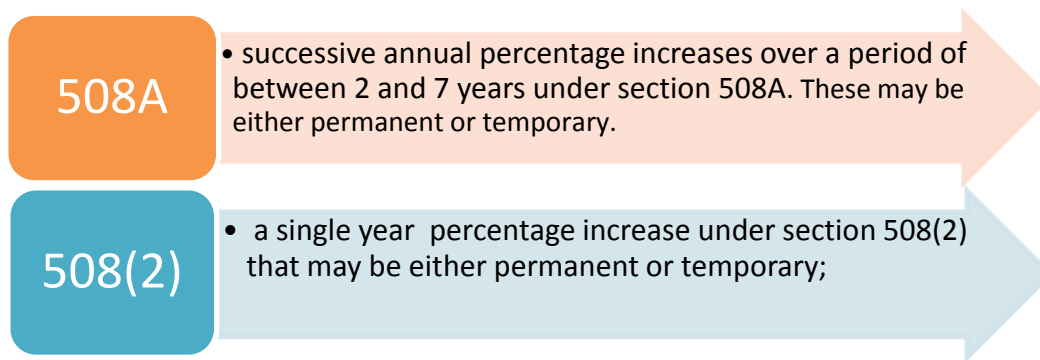 508A
• successive annual percentage increases over a period of
between 2 and 7 years under section 508A. These may be
either permanent or temporary.
508(2)
• a single year percentage increase under section 508(2)
that may be either permanent or temporary;